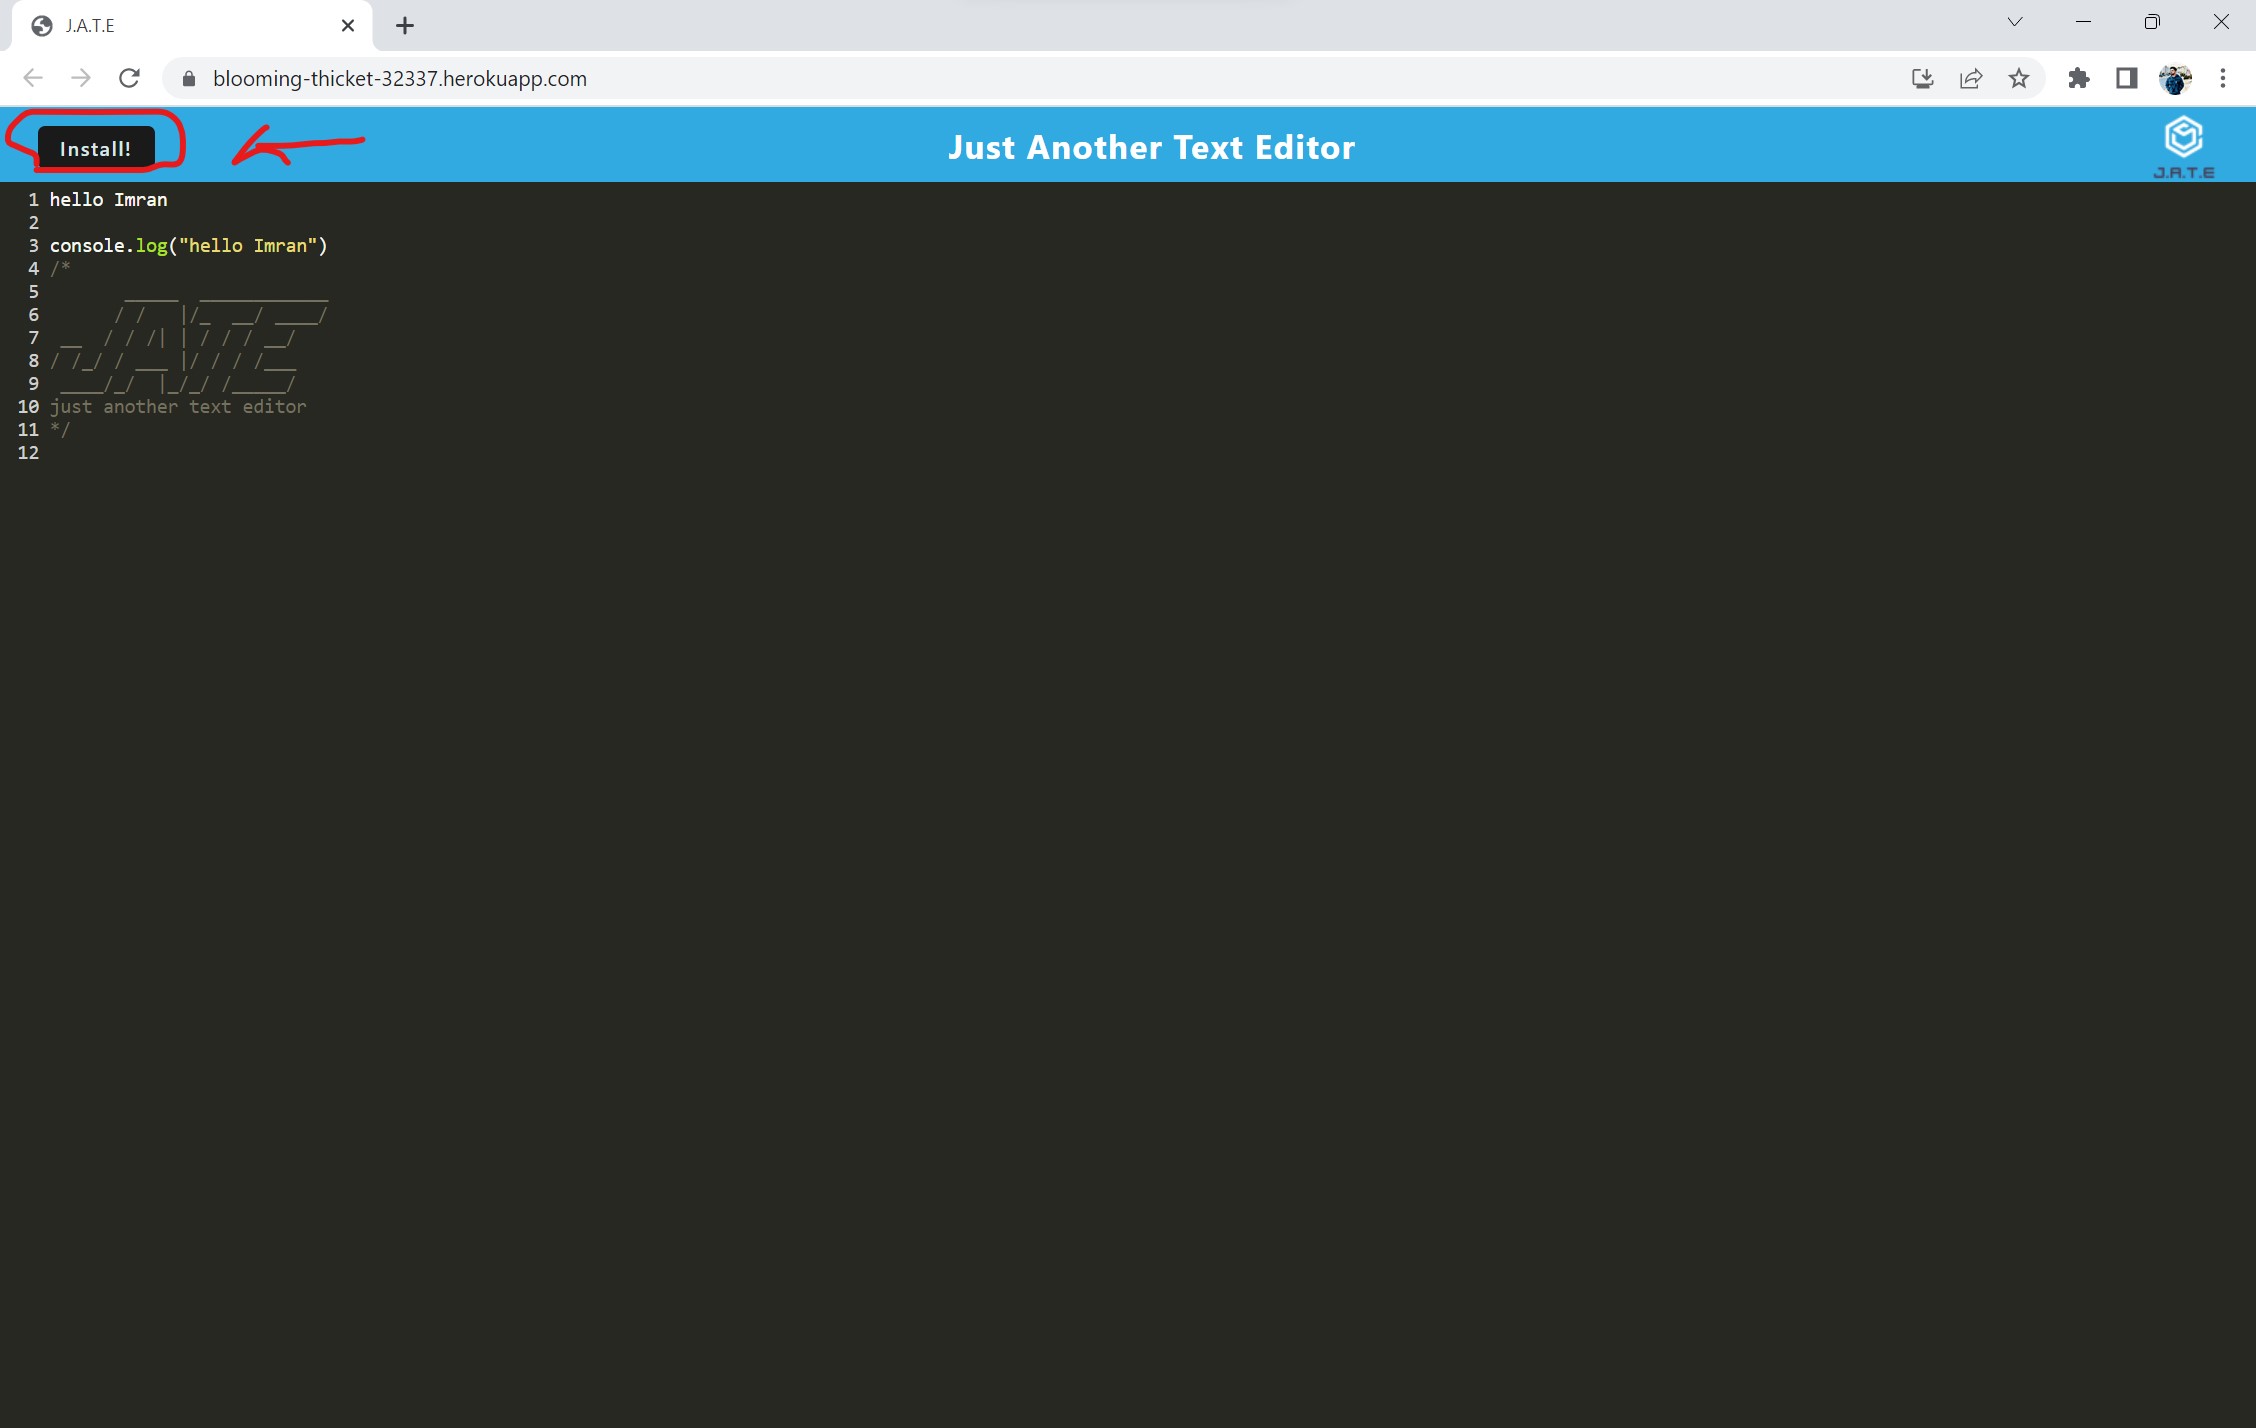 J.A.T.E
blooming-thicket-32337.herokuapp.com
Install!
Just Another Text Editor
J.A.T.E
1 hello Imran
2
3 console.log("hello Imran")
4 /*
5        _____  ____________
6       / /   |/_  __/ ____/
7  __  / / /| | / / / __/
8 / /_/ / ___ |/ / / /___
9  ____/_/  |_/_/ /_____/
10 just another text editor
11 */
12